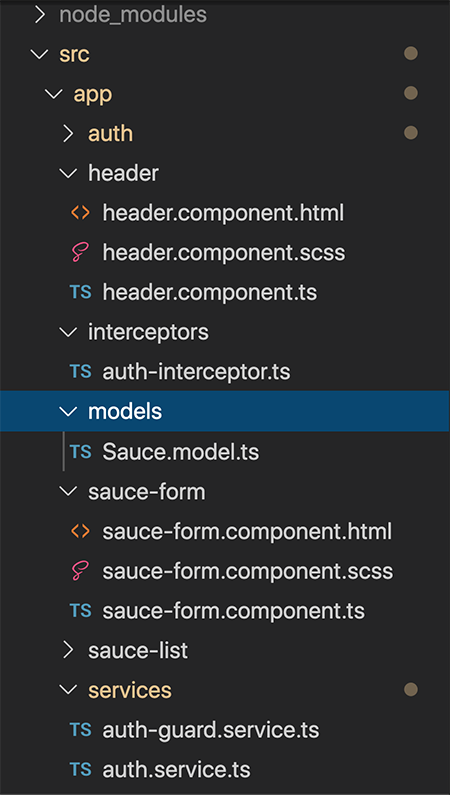 node_modules
src
app
auth
header
<> header.component.html
header.component.scss
TS header.component.ts
interceptors
TS auth-interceptor.ts
models
TS Sauce.model.ts
sauce-form
<> sauce-form.component.html
sauce-form.component.scss
TS sauce-form.component.ts
sauce-list
services
TS auth-guard.service.ts
TS auth.service.ts